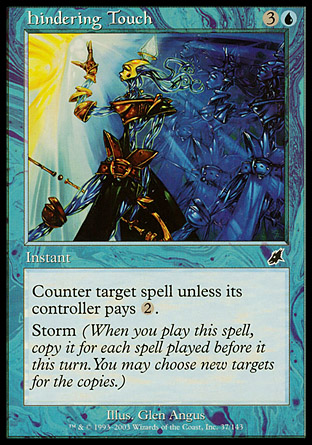 Hindering Touch 3
Instant
Counter target spell unless its
controller pays 2.
Storm (When you play this spell,
copy it for each spell played before it
this turn. You may choose new targets
for the copies.)
Illus. Glen Angus
™ & © 1993-2003 Wizards of the Coast, Inc. 37/143